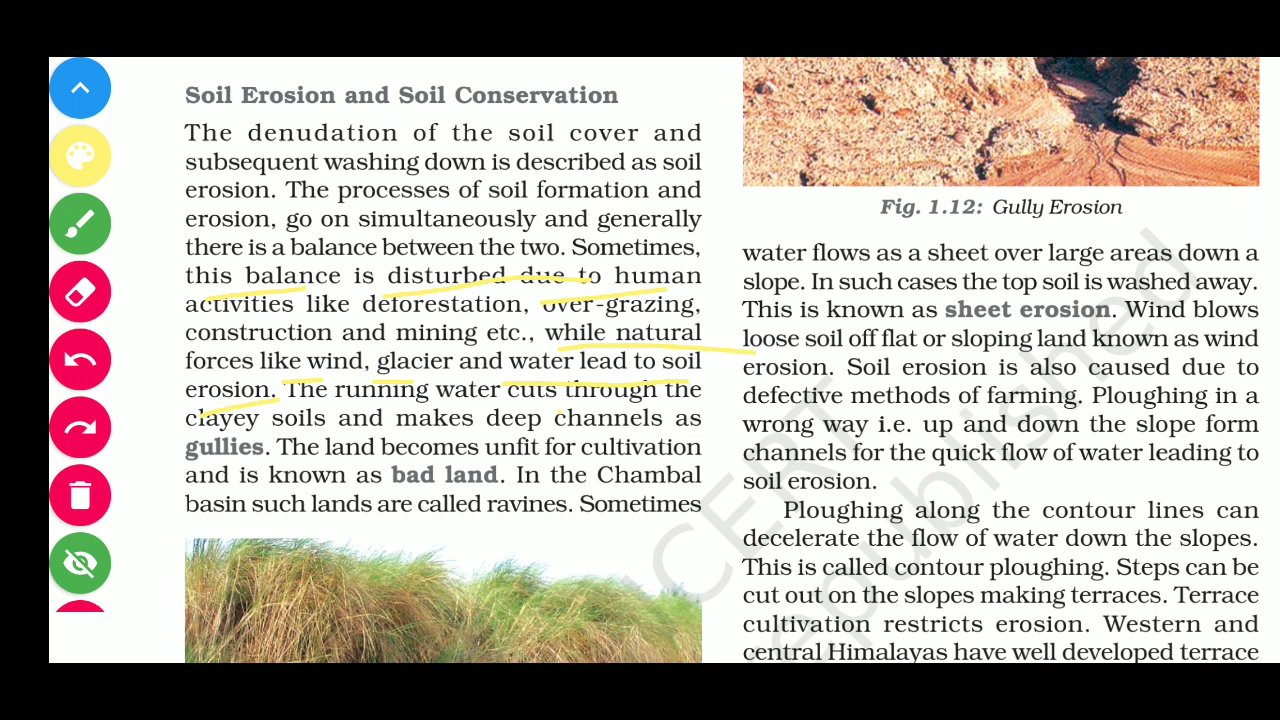 Soil Erosion and Soil Conservation
The denudation of the soil cover and
subsequent washing down is described as soil
erosion. The processes of soil formation and
erosion, go on simultaneously and generally
there is a balance between the two. Sometimes,
this balance is disturbed due to human
activities like deforestation, over-grazing,
construction and mining etc., while natural
forces like wind, glacier and water lead to soil
erosion. The running water cuts through the
clayey soils and makes deep channels as
gullies. The land becomes unfit for cultivation
and is known as bad land. In the Chambal
basin such lands are called ravines. Sometimes
Fig. 1.12: Gully Erosion
water flows as a sheet over large areas down a
slope. In such cases the top soil is washed away.
This is known as sheet erosion. Wind blows
loose soil off flat or sloping land known as wind
erosion. Soil erosion is also caused due to
defective methods of farming. Ploughing in a
wrong way i.e. up and down the slope form
channels for the quick flow of water leading to
soil erosion.
Ploughing along the contour lines can
decelerate the flow of water down the slopes.
This is called contour ploughing. Steps can be
cut out on the slopes making terraces. Terrace
cultivation restricts erosion. Western and
central Himalayas have well developed terrace